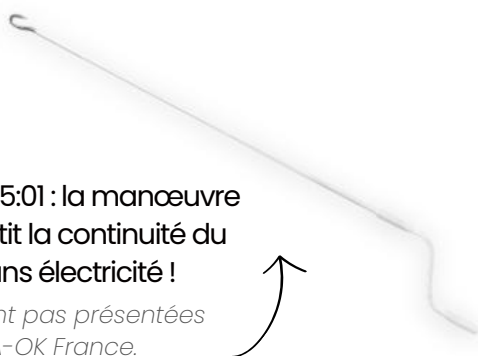 5:01 : la manœuvre
tit la continuité du
ns électricité !
nt pas présentées
-OK France.